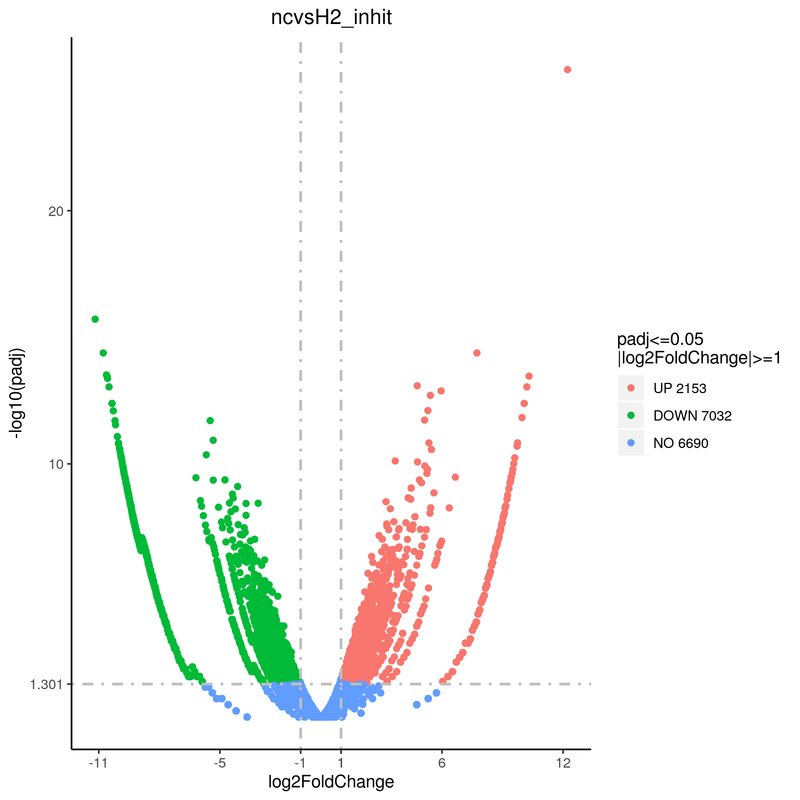 ncvsH2_inhit
-log10(padj)
20
10
1.301
-11
-5
-1
1
6
12
log2FoldChange
padj<=0.05
|log2FoldChange|>=1
UP 2153
DOWN 7032
NO 6690